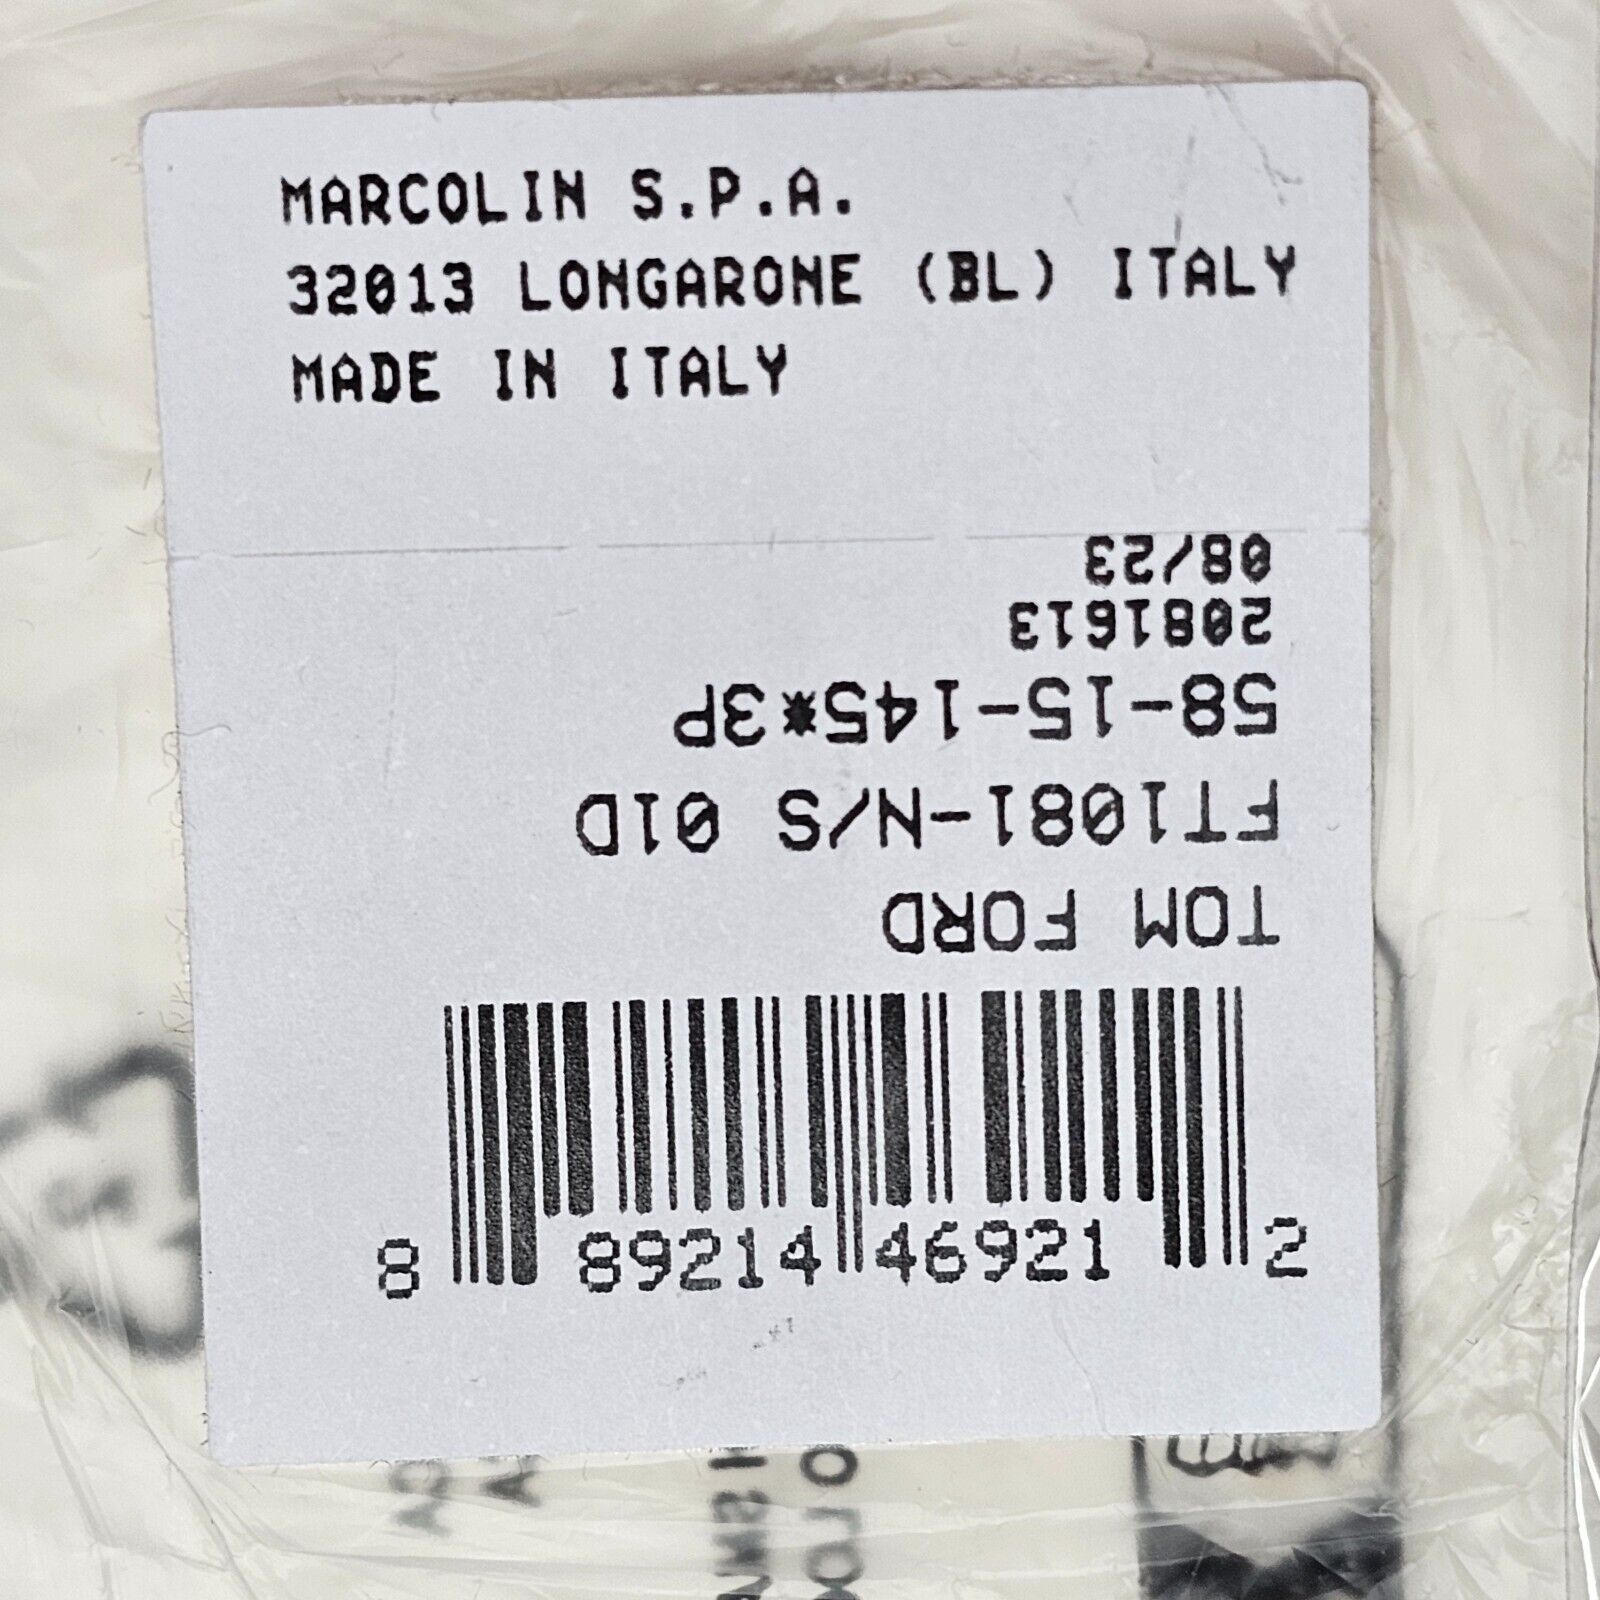 MARCOLIN S.P.A.
32013 LONGARONE (BL) ITALY
MADE IN ITALY
TOM FORD
FT1081-N/S 01D
58-15-145*3P
2081613
08/23
8 89214 46921 2